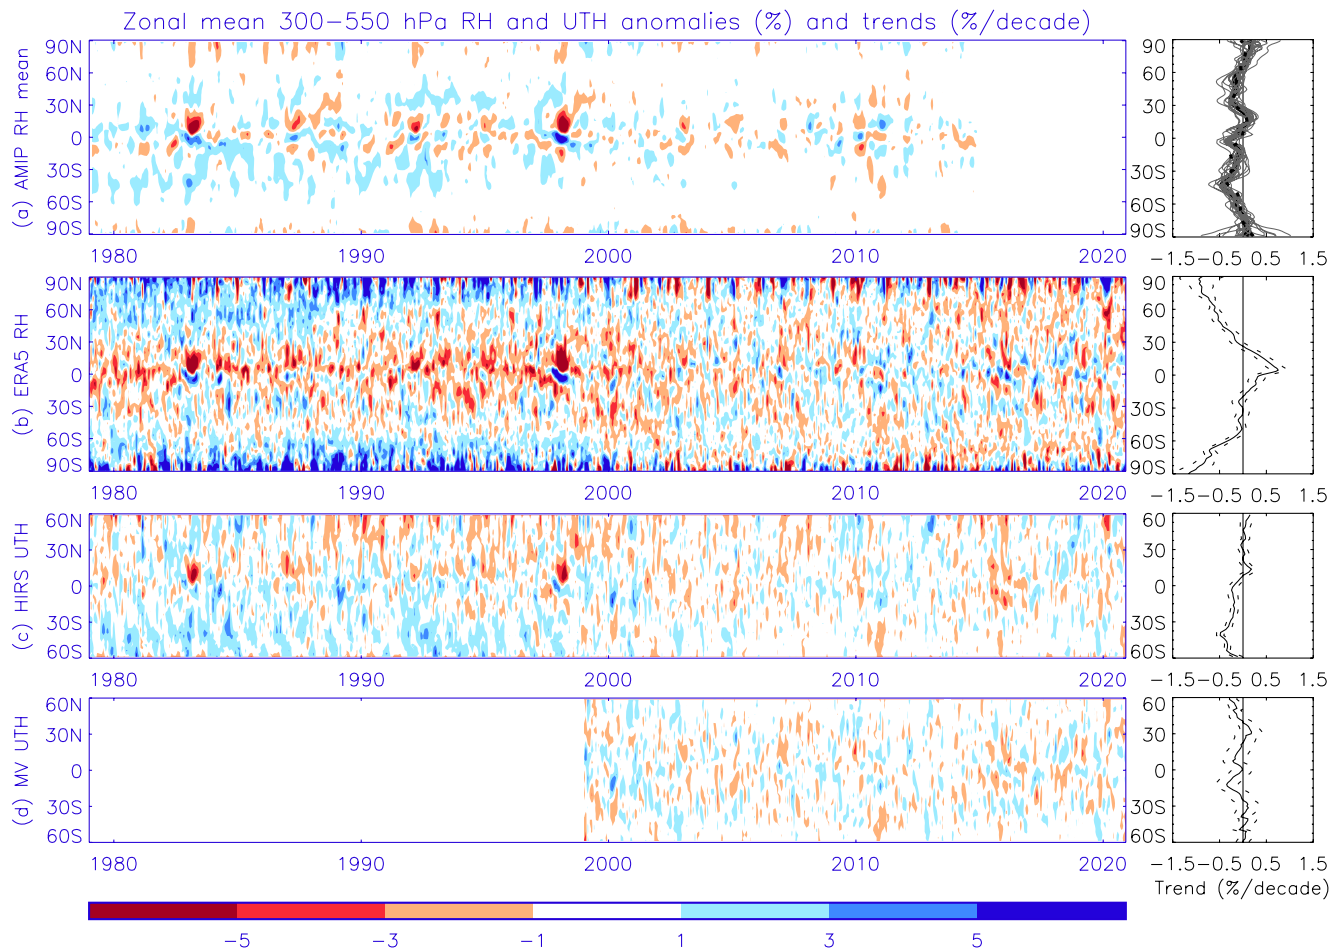 Zonal mean 300−550 hPa RH and UTH anomalies (%) and trends (%/decade)
(a) AMIP RH mean
90N
60N
30N
0
30S
60S
90S
1980 1990 2000 2010 2020
90
60
30
0
30S
60S
90S
−1.5 −0.5 0.5 1.5
(b) ERA5 RH
90N
60N
30N
0
30S
60S
90S
1980 1990 2000 2010 2020
90
60
30
0
30S
60S
90S
−1.5 −0.5 0.5 1.5
(c) HIRS UTH
60N
30N
0
30S
60S
1980 1990 2000 2010 2020
60
30
0
30S
60S
−1.5 −0.5 0.5 1.5
(d) MV UTH
60N
30N
0
30S
60S
1980 1990 2000 2010 2020
60
30
0
30S
60S
−1.5 −0.5 0.5 1.5
Trend (%/decade)
−5 −3 −1 1 3 5